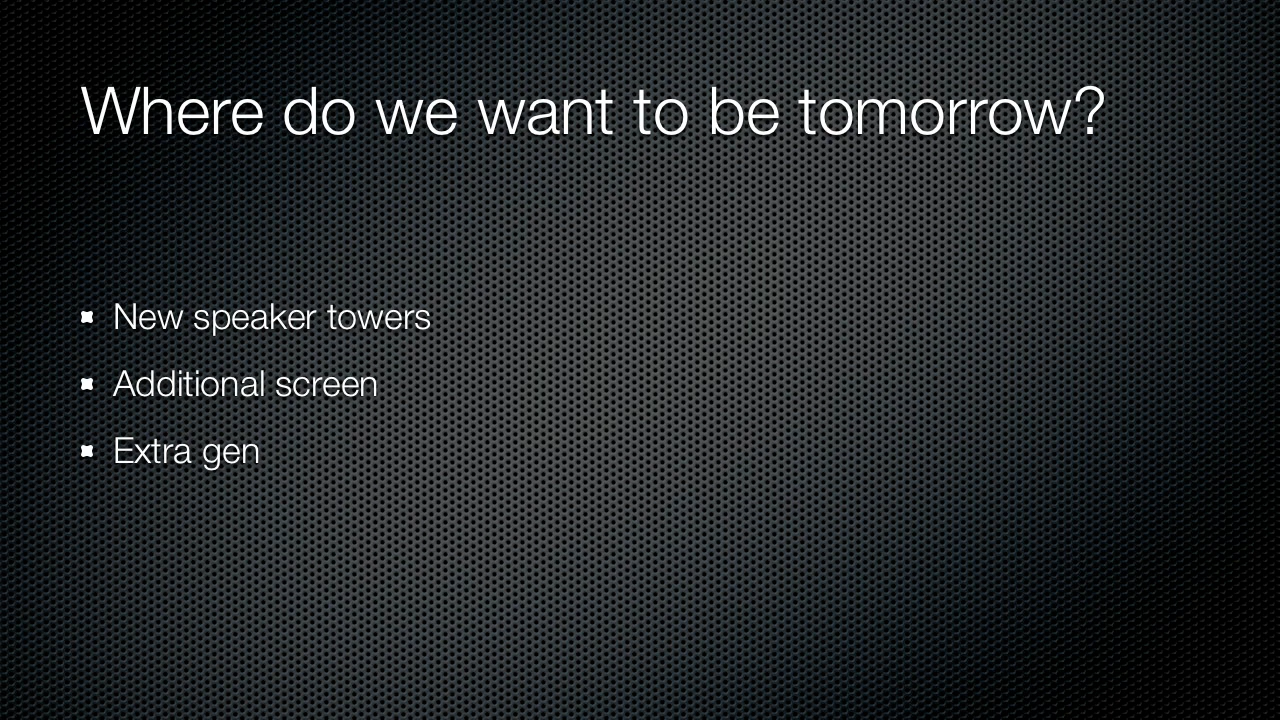 Where do we want to be tomorrow?
New speaker towers
Additional screen
Extra gen